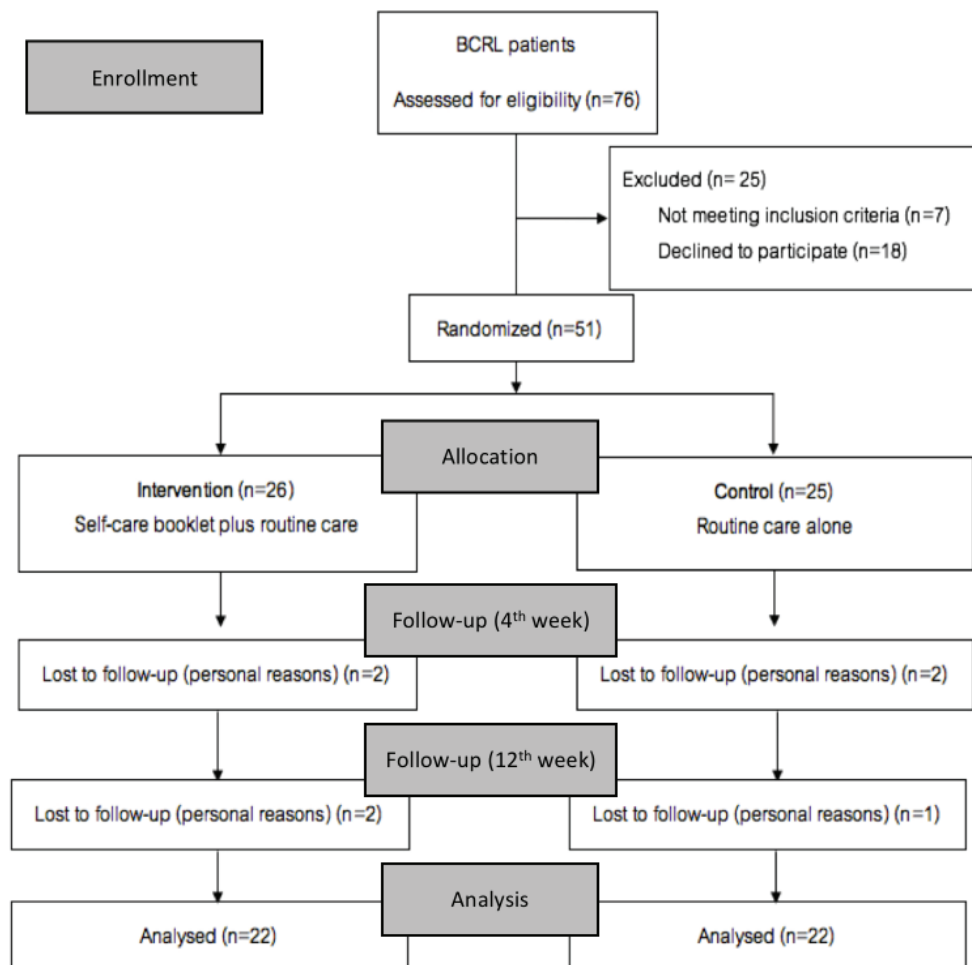 Enrollment
BCRL patients
Assessed for eligibility (n=76)
Excluded (n= 25)
Not meeting inclusion criteria (n=7)
Declined to participate (n=18)
Randomized (n=51)
Allocation
Intervention (n=26)
Self-care booklet plus routine care
Control (n=25)
Routine care alone
Follow-up (4th week)
Lost to follow-up (personal reasons) (n=2)
Lost to follow-up (personal reasons) (n=2)
Follow-up (12th week)
Lost to follow-up (personal reasons) (n=2)
Lost to follow-up (personal reasons) (n=1)
Analysis
Analysed (n=22)
Analysed (n=22)